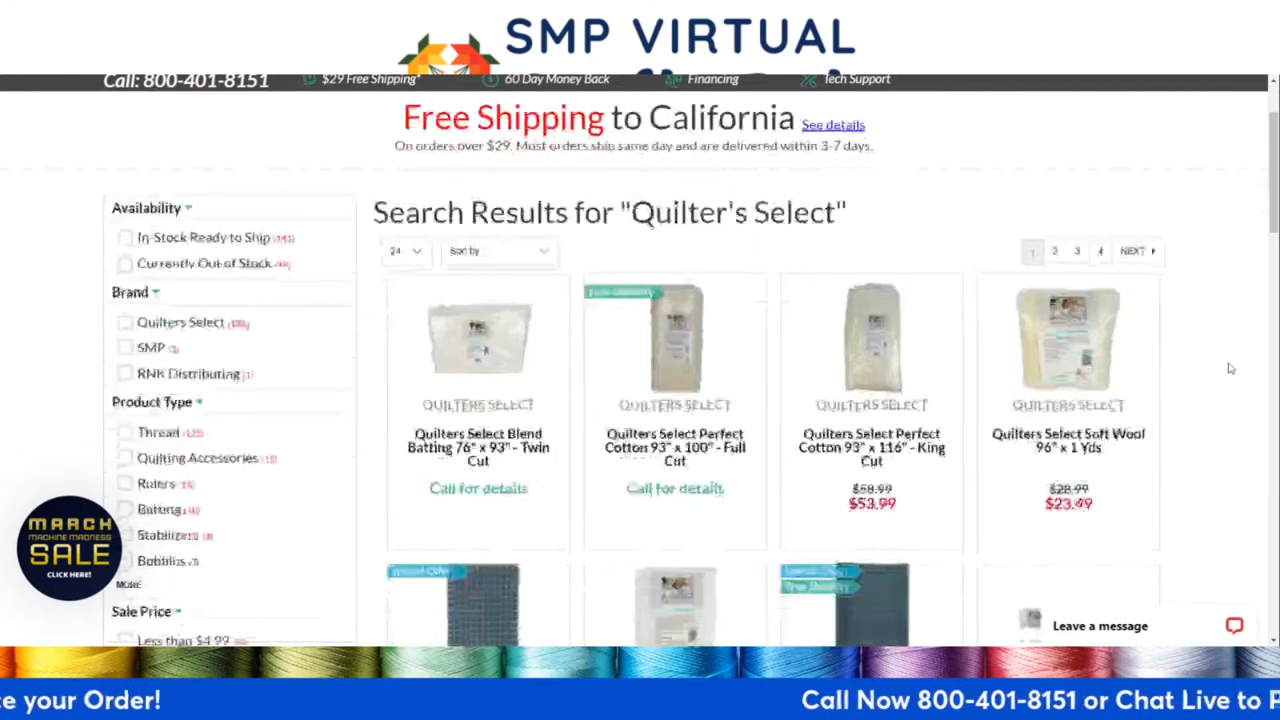 SMP VIRTUAL
Call: 800-401-8151
$29 Free Shipping*
60 Day Money Back
Financing
Tech Support
Free Shipping to California See details
On orders over $29. Most orders ship same day and are delivered within 3-7 days.
Search Results for "Quilter's Select"
24
Sort by
1 2 3 4 NEXT
Availability
In-Stock Ready to Ship
Currently Out of Stock
Brand
Quilters Select
SMP
RNK Distributing
Product Type
Thread
Quilting Accessories
Rulers
Batting
Stabilizers
Bobbins
MORE
Sale Price
Less than $4.99
QUILTERS SELECT
Quilters Select Blend
Batting 76" x 93" - Twin
Cut
Call for details
QUILTERS SELECT
Quilters Select Perfect
Cotton 93" x 100" - Full
Cut
Call for details
QUILTERS SELECT
Quilters Select Perfect
Cotton 93" x 116" - King
Cut
$58.99
$53.99
QUILTERS SELECT
Quilters Select Soft Wool
96" x 1 Yds
$28.99
$23.49
MARCH
MACHINE MADNESS
SALE
CLICK HERE!
Leave a message
e your Order!
Call Now 800-401-8151 or Chat Live to P